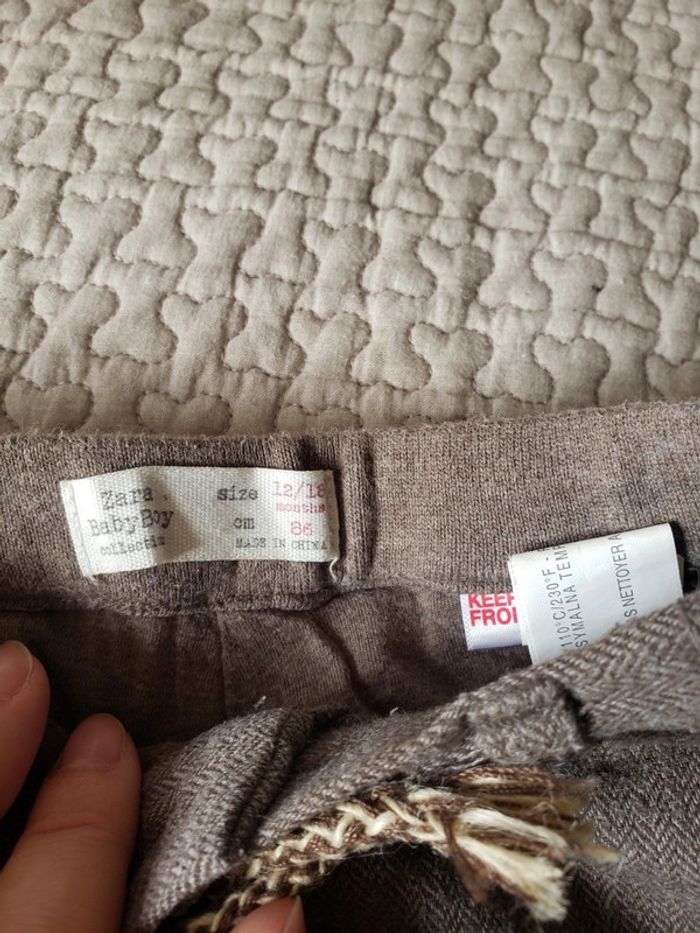 Zara
BabyBoy
collectio
size 12/18
months
cm 86
MADE IN CHINA
KEEP
FRO
110°C/230°F -
SYMALNA TEM
S NETTOYER A